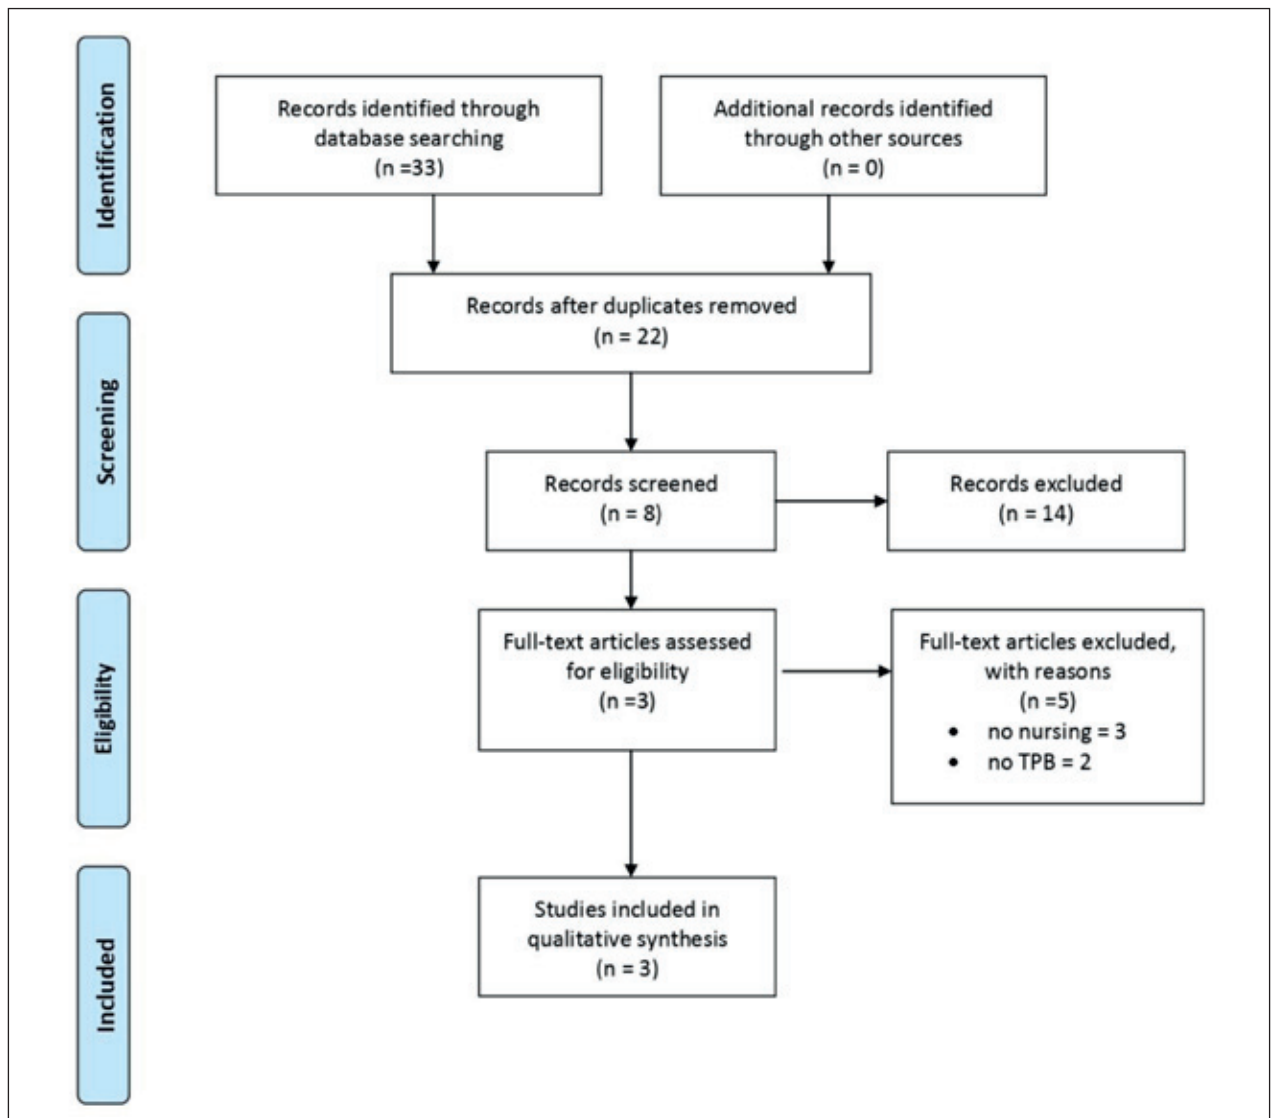 Identification
Records identified through
database searching
(n =33)
Additional records identified
through other sources
(n = 0)
Records after duplicates removed
(n = 22)
Screening
Records screened
(n = 8)
Records excluded
(n = 14)
Eligibility
Full-text articles assessed
for eligibility
(n =3)
Full-text articles excluded,
with reasons
(n =5)
• no nursing = 3
• no TPB = 2
Included
Studies included in
qualitative synthesis
(n = 3)